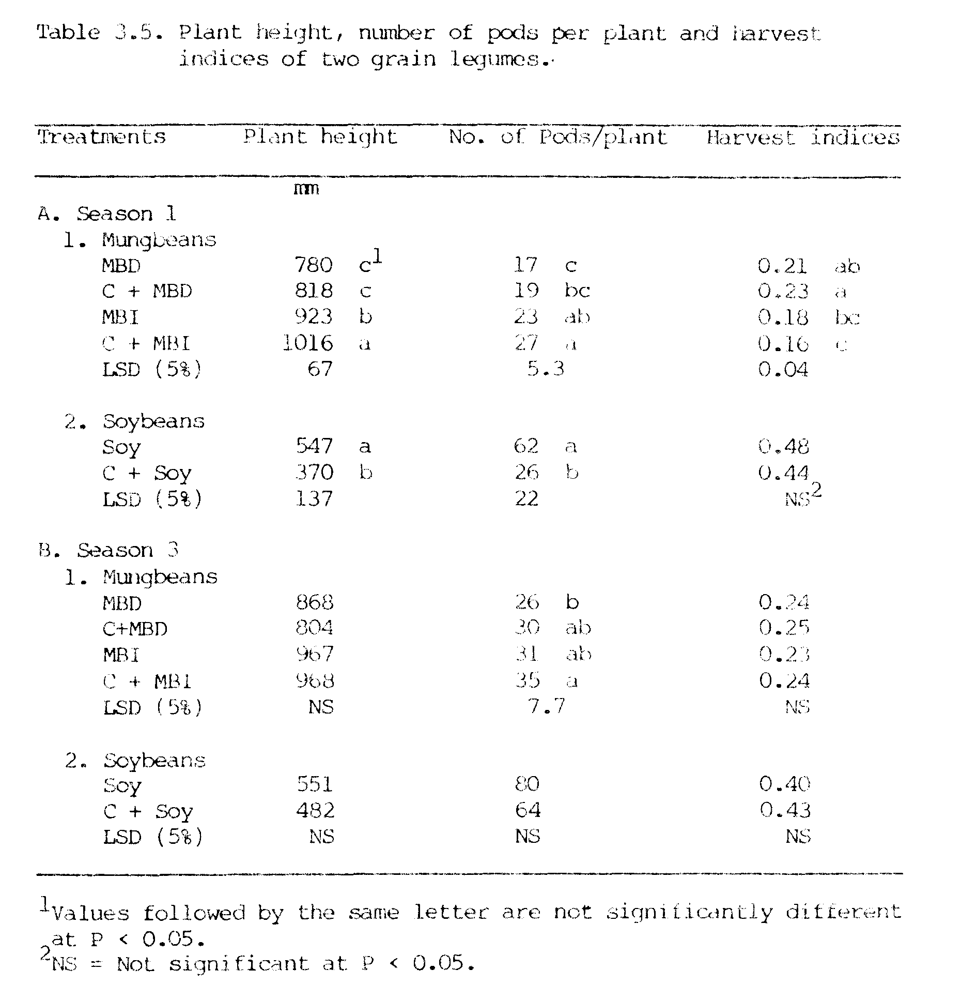 Table 3.5. Plant height, number of pods per plant and harvest
indices of two grain legumes.
Treatments Plant height No. of Pods/plant Harvest indices
mm
A. Season 1
1. Mungbeans
MBD 780 c¹ 17 c 0.21 ab
C + MBD 818 c 19 bc 0.23 a
MBI 923 b 23 ab 0.18 bc
C + MBI 1016 a 27 a 0.16 c
LSD (5%) 67 5.3 0.04
2. Soybeans
Soy 547 a 62 a 0.48
C + Soy 370 b 26 b 0.44
LSD (5%) 137 22 NS²
B. Season 3
1. Mungbeans
MBD 868 26 b 0.24
C+MBD 804 30 ab 0.25
MBI 967 31 ab 0.23
C + MBI 968 35 a 0.24
LSD (5%) NS 7.7 NS
2. Soybeans
Soy 551 80 0.40
C + Soy 482 64 0.43
LSD (5%) NS NS NS
¹Values followed by the same letter are not significantly different
at P < 0.05.
²NS = Not significant at P < 0.05.